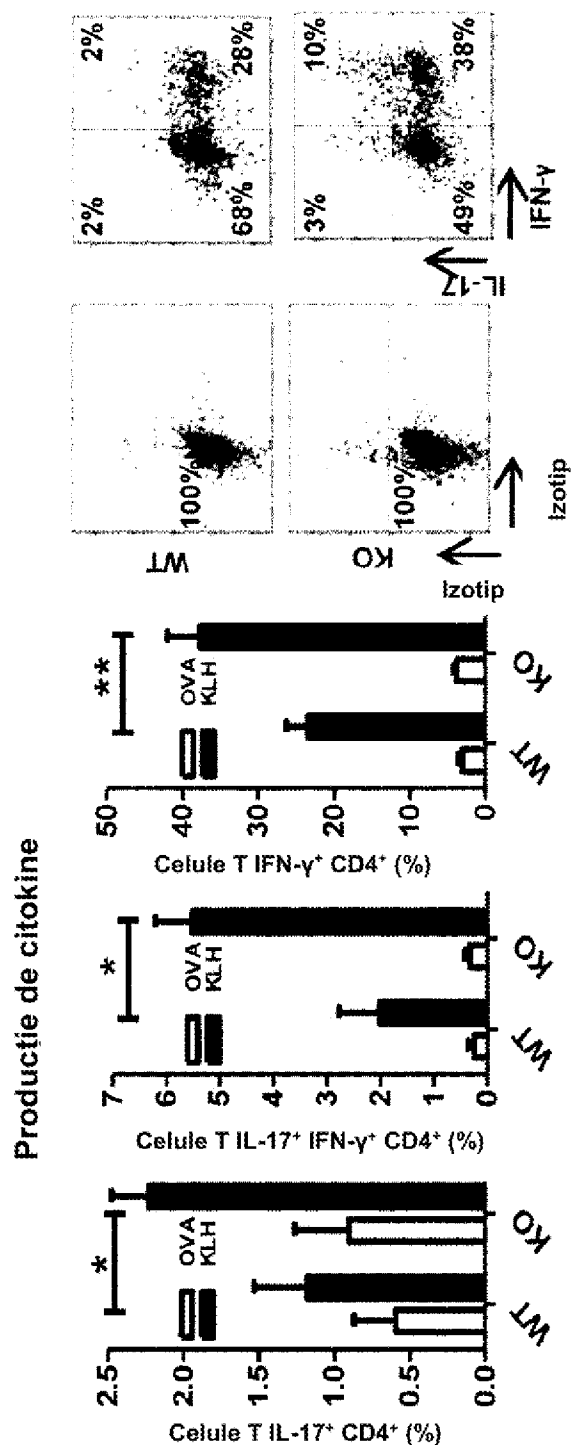 Producție de citokine
Celule T IL-17⁺ CD4⁺ (%)
2.5
2.0
1.5
1.0
0.5
0.0
*
OVA
KLH
WT
KO
Celule T IL-17⁺ IFN-γ⁺ CD4⁺ (%)
7
6
5
4
3
2
1
0
*
OVA
KLH
WT
KO
Celule T IFN-γ⁺ CD4⁺ (%)
50
40
30
20
10
0
**
OVA
KLH
WT
KO
WT
100%
2%
2%
68%
28%
KO
100%
3%
10%
49%
38%
Izotip
Izotip
IL-17
IFN-γ